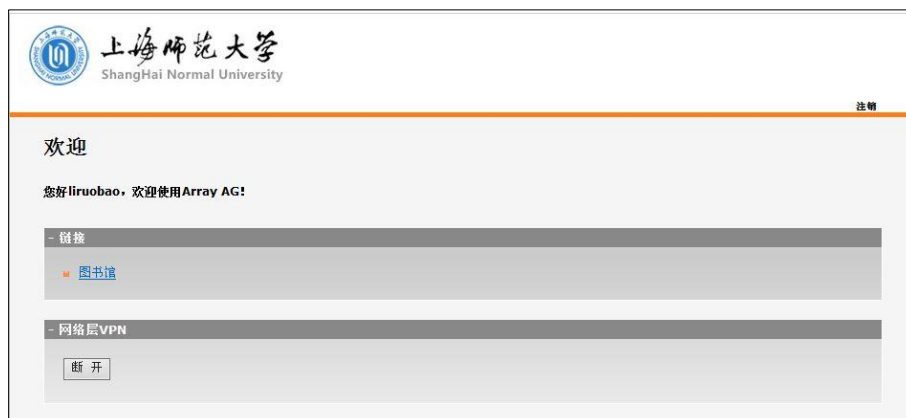 上海师范大学
ShangHai Normal University
注销
欢迎
您好liruobao，欢迎使用Array AG!
- 链接
图书馆
- 网络层VPN
断 开